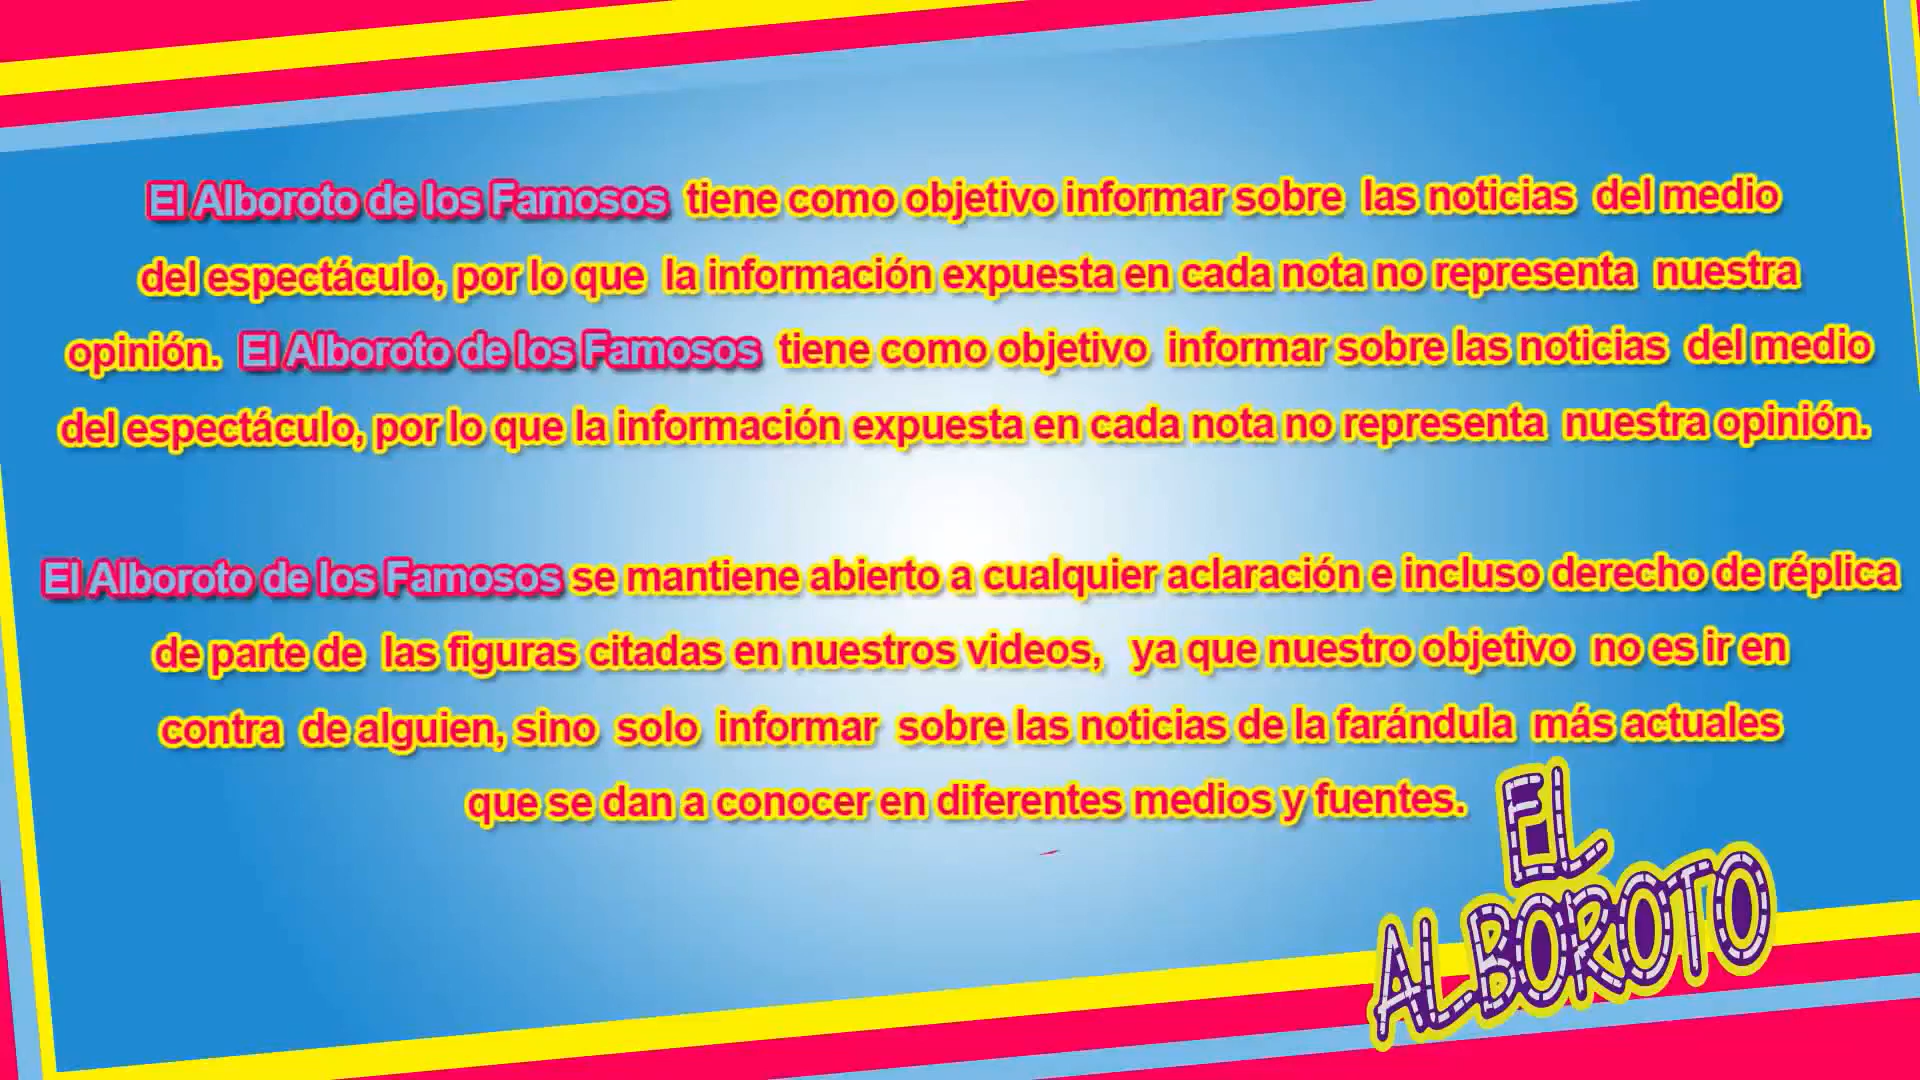 El Alboroto de los Famosos tiene como objetivo informar sobre las noticias del medio
del espectáculo, por lo que la información expuesta en cada nota no representa nuestra
opinión. El Alboroto de los Famosos tiene como objetivo informar sobre las noticias del medio
del espectáculo, por lo que la información expuesta en cada nota no representa nuestra opinión.
El Alboroto de los Famosos se mantiene abierto a cualquier aclaración e incluso derecho de réplica
de parte de las figuras citadas en nuestros videos, ya que nuestro objetivo no es ir en
contra de alguien, sino solo informar sobre las noticias de la farándula más actuales
que se dan a conocer en diferentes medios y fuentes.
EL
ALBOROTO